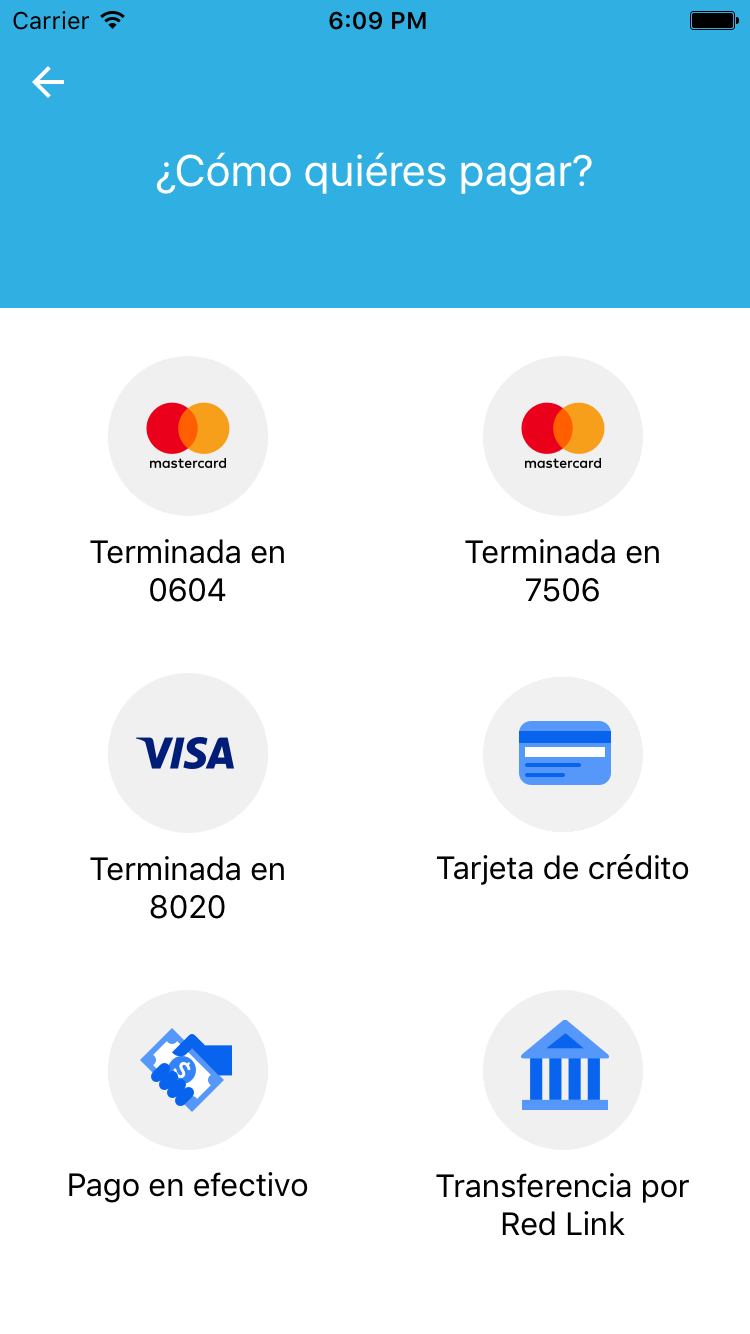 Carrier 6:09 PM
¿Cómo quiéres pagar?
mastercard
Terminada en
0604
mastercard
Terminada en
7506
VISA
Terminada en
8020
Tarjeta de crédito
Pago en efectivo
Transferencia por
Red Link